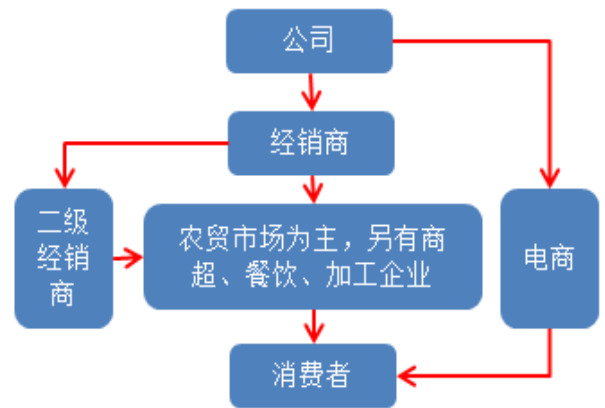 公司
经销商
二级
经销
商
农贸市场为主，另有商
超、餐饮、加工企业
电商
消费者